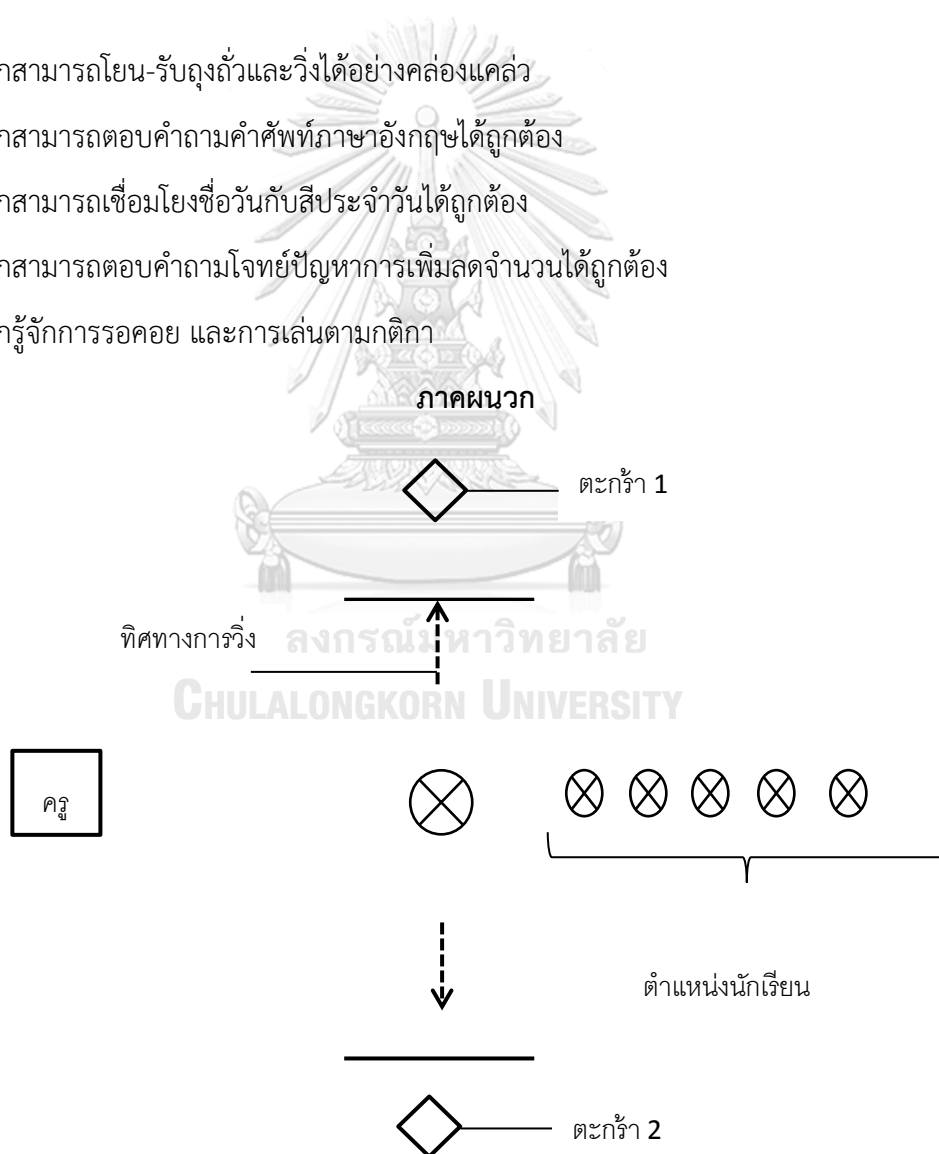 กสามารถโยน-รับถุงถั่วและวิ่งได้อย่างคล่องแคล่ว
กสามารถตอบคำถามคำศัพท์ภาษาอังกฤษได้ถูกต้อง
กสามารถเชื่อมโยงชื่อวันกับสีประจำวันได้ถูกต้อง
กสามารถตอบคำถามโจทย์ปัญหาการเพิ่มลดจำนวนได้ถูกต้อง
กรู้จักการรอคอย และการเล่นตามกติกา
ภาคผนวก
ตะกร้า 1
ทิศทางการวิ่ง
ลงกรณ์มหาวิทยาลัย
CHULALONGKORN UNIVERSITY
ครู
ตำแหน่งนักเรียน
ตะกร้า 2